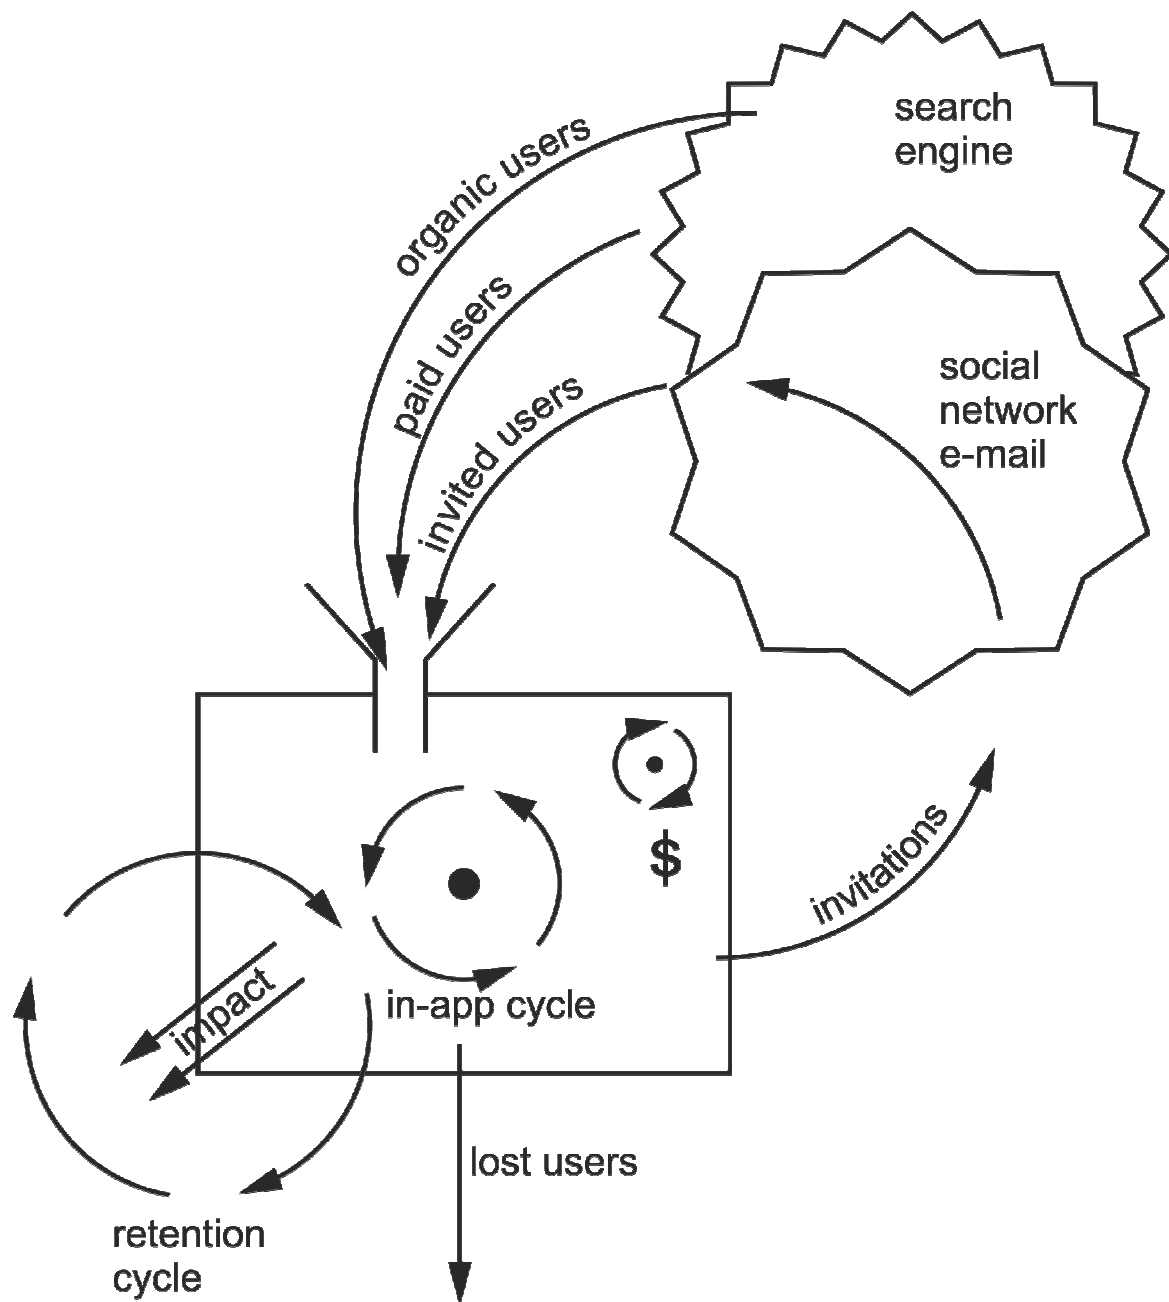 search
engine
organic users
paid users
invited users
social
network
e-mail
$
invitations
impact
in-app cycle
lost users
retention
cycle